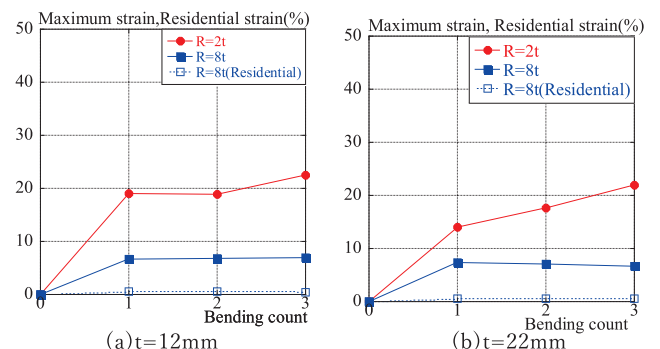 Maximum strain,Residential strain(%)
50
R=2t
R=8t
R=8t(Residential)
40
30
20
10
0
0 1 2 3
Bending count
(a)t=12mm
Maximum strain, Residential strain(%)
50
R=2t
R=8t
R=8t(Residential)
40
30
20
10
0
0 1 2 3
Bending count
(b)t=22mm